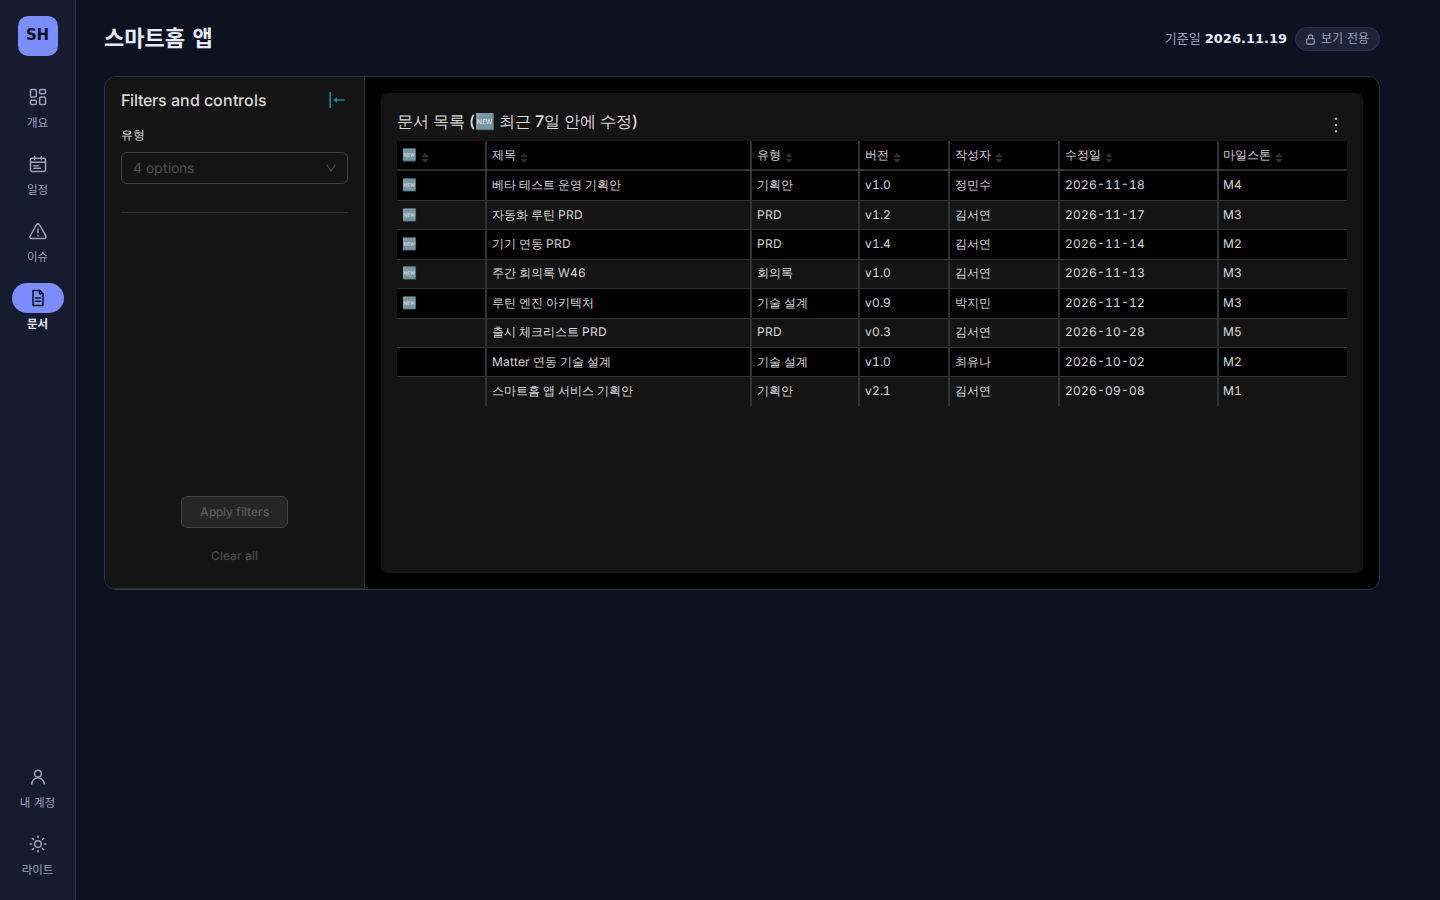 SH
개요
일정
이슈
문서
내 계정
라이트
스마트홈 앱
기준일 2026.11.19 보기 전용
Filters and controls
유형
4 options
Apply filters
Clear all
문서 목록 (🆕 최근 7일 안에 수정)
🆕 제목 유형 버전 작성자 수정일 마일스톤
🆕 베타 테스트 운영 기획안 기획안 v1.0 정민수 2026-11-18 M4
🆕 자동화 루틴 PRD PRD v1.2 김서연 2026-11-17 M3
🆕 기기 연동 PRD PRD v1.4 김서연 2026-11-14 M2
🆕 주간 회의록 W46 회의록 v1.0 김서연 2026-11-13 M3
🆕 루틴 엔진 아키텍처 기술 설계 v0.9 박지민 2026-11-12 M3
출시 체크리스트 PRD PRD v0.3 김서연 2026-10-28 M5
Matter 연동 기술 설계 기술 설계 v1.0 최유나 2026-10-02 M2
스마트홈 앱 서비스 기획안 기획안 v2.1 김서연 2026-09-08 M1